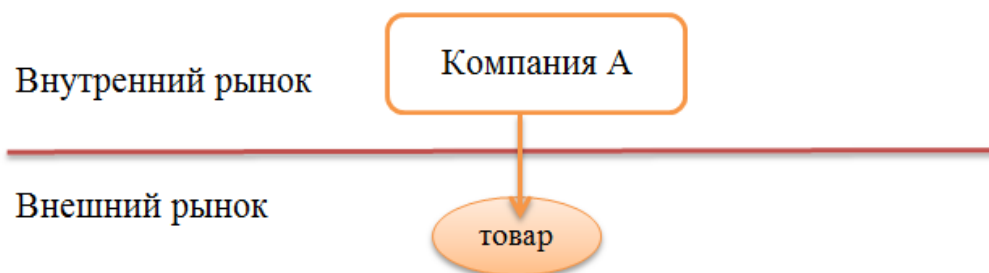 Компания А
Внутренний рынок
Внешний рынок
товар